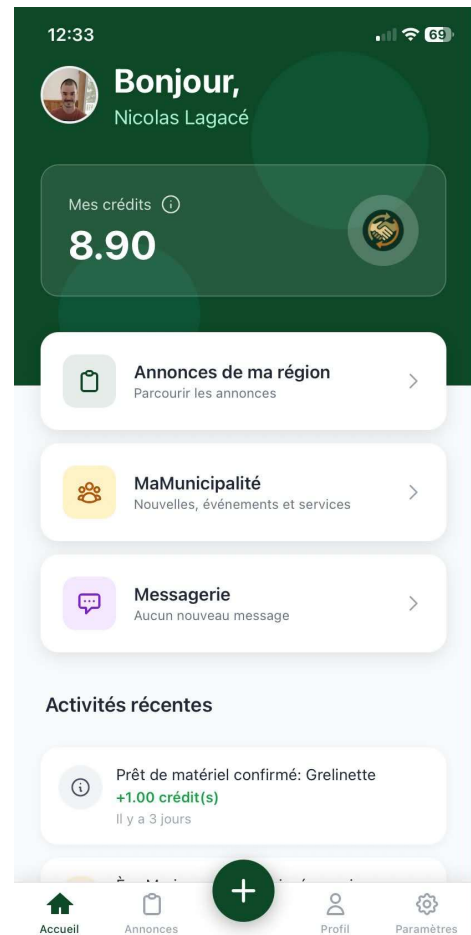 12:33
69
Bonjour,
Nicolas Lagacé
Mes crédits
8.90
Annonces de ma région
Parcourir les annonces
MaMunicipalité
Nouvelles, événements et services
Messagerie
Aucun nouveau message
Activités récentes
Prêt de matériel confirmé: Grelinette
+1.00 crédit(s)
Il y a 3 jours
Accueil
Annonces
Profil
Paramètres